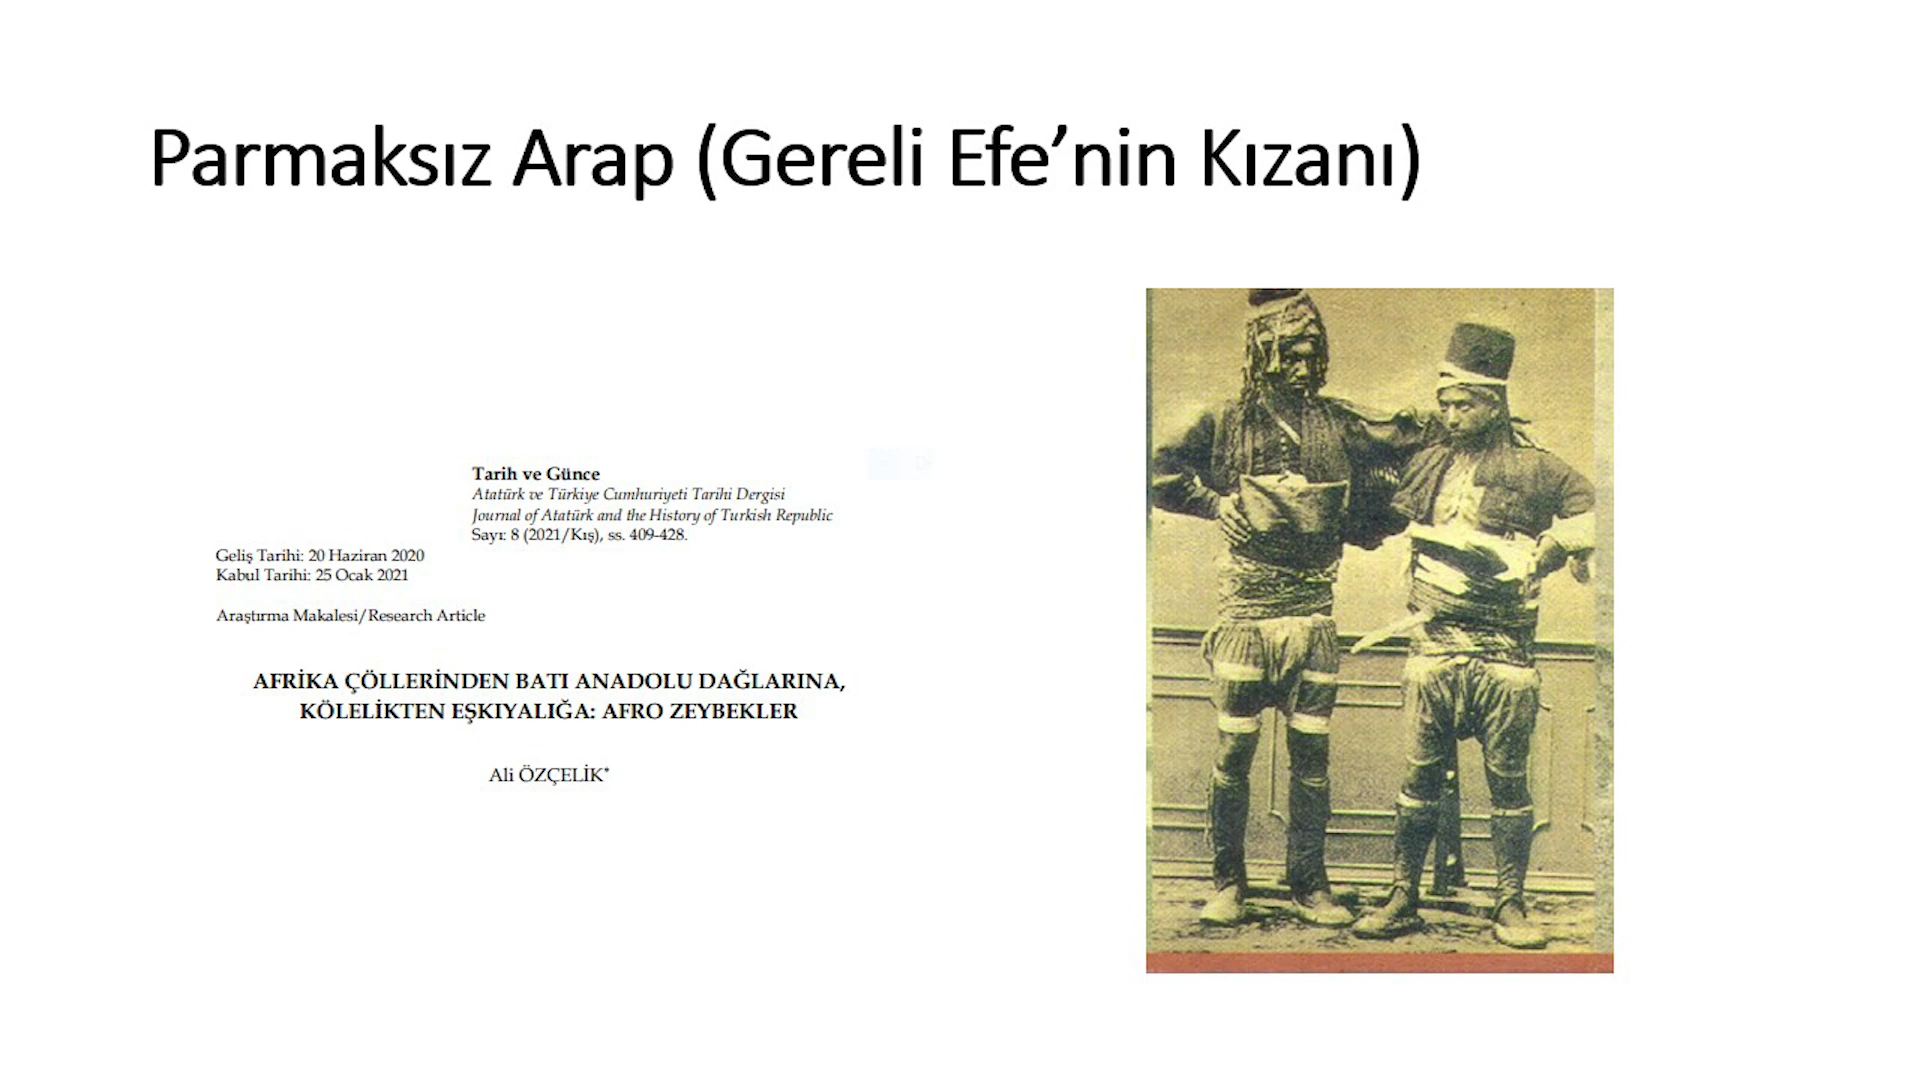 Parmaksız Arap (Gereli Efe’nin Kızanı)
Tarih ve Günce
Atatürk ve Türkiye Cumhuriyeti Tarihi Dergisi
Journal of Atatürk and the History of Turkish Republic
Sayı: 8 (2021/Kış), ss. 409-428.
Geliş Tarihi: 20 Haziran 2020
Kabul Tarihi: 25 Ocak 2021
Araştırma Makalesi/Research Article
AFRİKA ÇÖLLERİNDEN BATI ANADOLU DAĞLARINA,
KÖLELİKTEN EŞKIYALIĞA: AFRO ZEYBEKLER
Ali ÖZÇELİK*